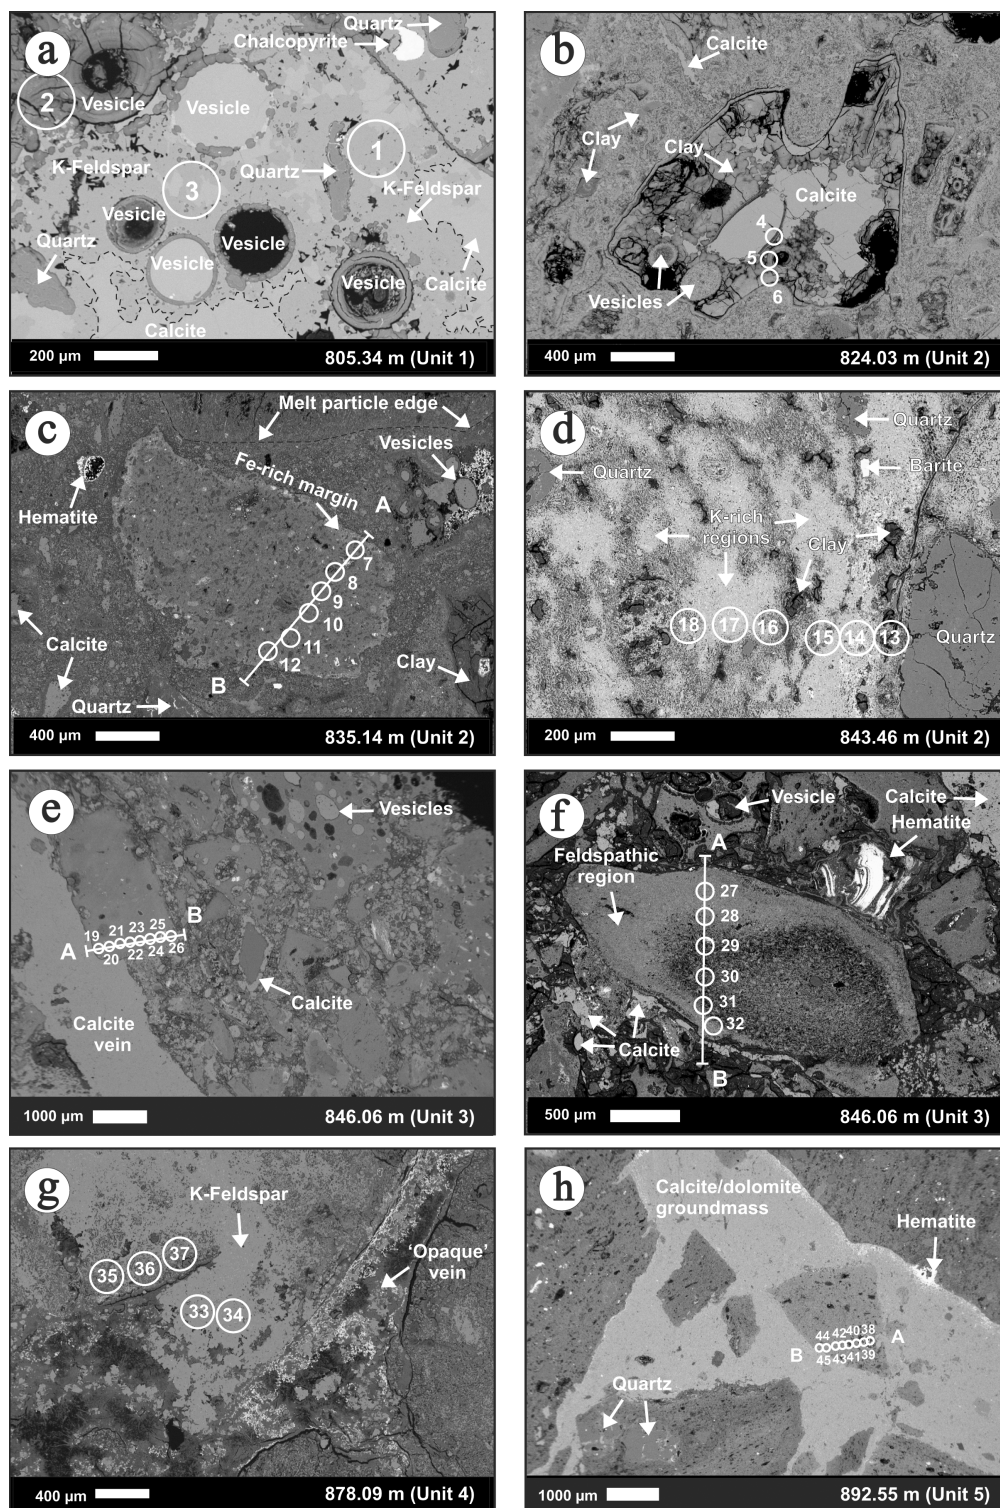 a
Quartz
Chalcopyrite
2
Vesicle
Vesicle
1
K-Feldspar
3
Quartz
K-Feldspar
Vesicle
Quartz
Vesicle
Vesicle
Vesicle
Calcite
Calcite
200 µm
805.34 m (Unit 1)
b
Calcite
Clay
Clay
Calcite
4
5
6
Vesicles
400 µm
824.03 m (Unit 2)
c
Melt particle edge
Vesicles
Fe-rich margin
A
Hematite
7
8
9
10
11
12
Calcite
Clay
B
Quartz
400 µm
835.14 m (Unit 2)
d
Quartz
Quartz
Barite
K-rich
regions
Clay
18
17
16
15
14
13
Quartz
200 µm
843.46 m (Unit 2)
e
Vesicles
B
19 21 23 25
A
20 22 24 26
Calcite
Calcite
vein
1000 µm
846.06 m (Unit 3)
f
Vesicle
Calcite
Hematite
A
Feldspathic
region
27
28
29
30
31
32
Calcite
B
500 µm
846.06 m (Unit 3)
g
K-Feldspar
37
36
35
'Opaque'
vein
33
34
400 µm
878.09 m (Unit 4)
h
Calcite/dolomite
groundmass
Hematite
44 42 40 38
A
B
45 43 41 39
Quartz
1000 µm
892.55 m (Unit 5)